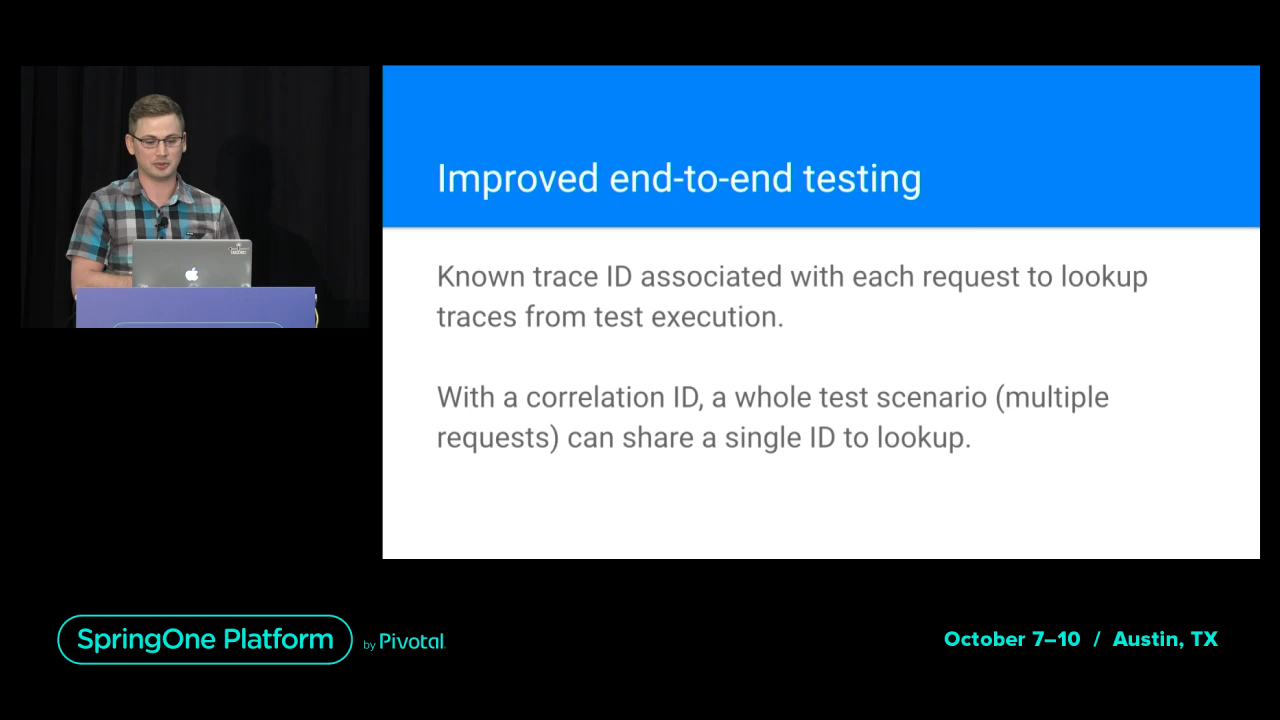 Improved end-to-end testing
Known trace ID associated with each request to lookup
traces from test execution.
With a correlation ID, a whole test scenario (multiple
requests) can share a single ID to lookup.
SpringOne Platform
by Pivotal
October 7–10 / Austin, TX